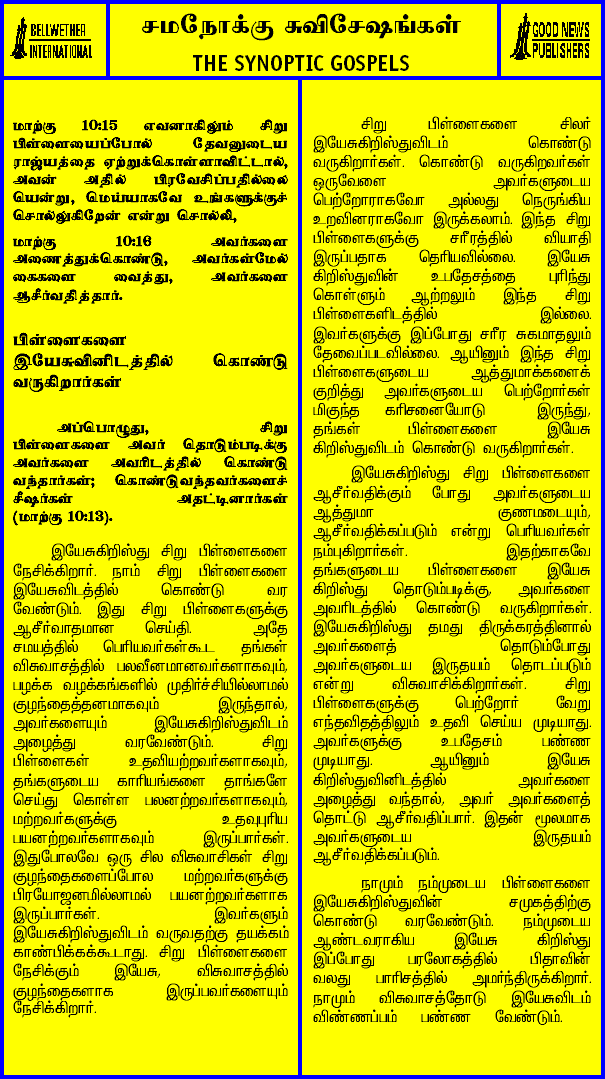 BELLWETHER
INTERNATIONAL
சமநோக்கு சுவிசேஷங்கள்
THE SYNOPTIC GOSPELS
GOOD NEWS
PUBLISHERS
மாற்கு 10:15 எவனாகிலும் சிறு
பிள்ளையைப்போல் தேவனுடைய
ராஜ்யத்தை ஏற்றுக்கொள்ளாவிட்டால்,
அவன் அதில் பிரவேசிப்பதில்லை
யென்று, மெய்யாகவே உங்களுக்குச்
சொல்லுகிறேன் என்று சொல்லி,
மாற்கு 10:16 அவர்களை
அணைத்துக்கொண்டு, அவர்கள்மேல்
கைகளை வைத்து, அவர்களை
ஆசீர்வதித்தார்.
பிள்ளைகளை
இயேசுவினிடத்தில் கொண்டு
வருகிறார்கள்
அப்பொழுது, சிறு
பிள்ளைகளை அவர் தொடும்படிக்கு
அவர்களை அவரிடத்தில் கொண்டு
வந்தார்கள்; கொண்டுவந்தவர்களைச்
சீஷர்கள் அதட்டினார்கள்
(மாற்கு 10:13).
இயேசுகிறிஸ்து சிறு பிள்ளைகளை
நேசிக்கிறார். நாம் சிறு பிள்ளைகளை
இயேசுவிடத்தில் கொண்டு வர
வேண்டும். இது சிறு பிள்ளைகளுக்கு
ஆசீர்வாதமான செய்தி. அதே
சமயத்தில் பெரியவர்கள்கூட தங்கள்
விசுவாசத்தில் பலவீனமானவர்களாகவும்,
பழக்க வழக்கங்களில் முதிர்ச்சியில்லாமல்
குழந்தைத்தனமாகவும் இருந்தால்,
அவர்களையும் இயேசுகிறிஸ்துவிடம்
அழைத்து வரவேண்டும். சிறு
பிள்ளைகள் உதவியற்றவர்களாகவும்,
தங்களுடைய காரியங்களை தாங்களே
செய்து கொள்ள பலனற்றவர்களாகவும்,
மற்றவர்களுக்கு உதவுபுரிய
பயனற்றவர்களாகவும் இருப்பார்கள்.
இதுபோலவே ஒரு சில விசுவாசிகள் சிறு
குழந்தைகளைப்போல மற்றவர்களுக்கு
பிரயோஜனமில்லாமல் பயனற்றவர்களாக
இருப்பார்கள். இவர்களும்
இயேசுகிறிஸ்துவிடம் வருவதற்கு தயக்கம்
காண்பிக்கக்கூடாது. சிறு பிள்ளைகளை
நேசிக்கும் இயேசு, விசுவாசத்தில்
குழந்தைகளாக இருப்பவர்களையும்
நேசிக்கிறார்.
சிறு பிள்ளைகளை சிலர்
இயேசுகிறிஸ்துவிடம் கொண்டு
வருகிறார்கள். கொண்டு வருகிறவர்கள்
ஒருவேளை அவர்களுடைய
பெற்றோராகவோ அல்லது நெருங்கிய
உறவினராகவோ இருக்கலாம். இந்த சிறு
பிள்ளைகளுக்கு சரீரத்தில் வியாதி
இருப்பதாக தெரியவில்லை. இயேசு
கிறிஸ்துவின் உபதேசத்தை புரிந்து
கொள்ளும் ஆற்றலும் இந்த சிறு
பிள்ளைகளிடத்தில் இல்லை.
இவர்களுக்கு இப்போது சரீர சுகமாதலும்
தேவைப்படவில்லை. ஆயினும் இந்த சிறு
பிள்ளைகளுடைய ஆத்துமாக்களைக்
குறித்து அவர்களுடைய பெற்றோர்கள்
மிகுந்த கரிசனையோடு இருந்து,
தங்கள் பிள்ளைகளை இயேசு
கிறிஸ்துவிடம் கொண்டு வருகிறார்கள்.
இயேசுகிறிஸ்து சிறு பிள்ளைகளை
ஆசீர்வதிக்கும் போது அவர்களுடைய
ஆத்துமா குணமடையும்,
ஆசீர்வதிக்கப்படும் என்று பெரியவர்கள்
நம்புகிறார்கள். இதற்காகவே
தங்களுடைய பிள்ளைகளை இயேசு
கிறிஸ்து தொடும்படிக்கு, அவர்களை
அவரிடத்தில் கொண்டு வருகிறார்கள்.
இயேசுகிறிஸ்து தமது திருக்கரத்தினால்
அவர்களைத் தொடும்போது
அவர்களுடைய இருதயம் தொடப்படும்
என்று விசுவாசிக்கிறார்கள். சிறு
பிள்ளைகளுக்கு பெற்றோர் வேறு
எந்தவிதத்திலும் உதவி செய்ய முடியாது.
அவர்களுக்கு உபதேசம் பண்ண
முடியாது. ஆயினும் இயேசு
கிறிஸ்துவினிடத்தில் அவர்களை
அழைத்து வந்தால், அவர் அவர்களைத்
தொட்டு ஆசீர்வதிப்பார். இதன் மூலமாக
அவர்களுடைய இருதயம்
ஆசீர்வதிக்கப்படும்.
நாமும் நம்முடைய பிள்ளைகளை
இயேசுகிறிஸ்துவின் சமுகத்திற்கு
கொண்டு வரவேண்டும். நம்முடைய
ஆண்டவராகிய இயேசு கிறிஸ்து
இப்போது பரலோகத்தில் பிதாவின்
வலது பாரிசத்தில் அமர்ந்திருக்கிறார்.
நாமும் விசுவாசத்தோடு இயேசுவிடம்
விண்ணப்பம் பண்ண வேண்டும்.